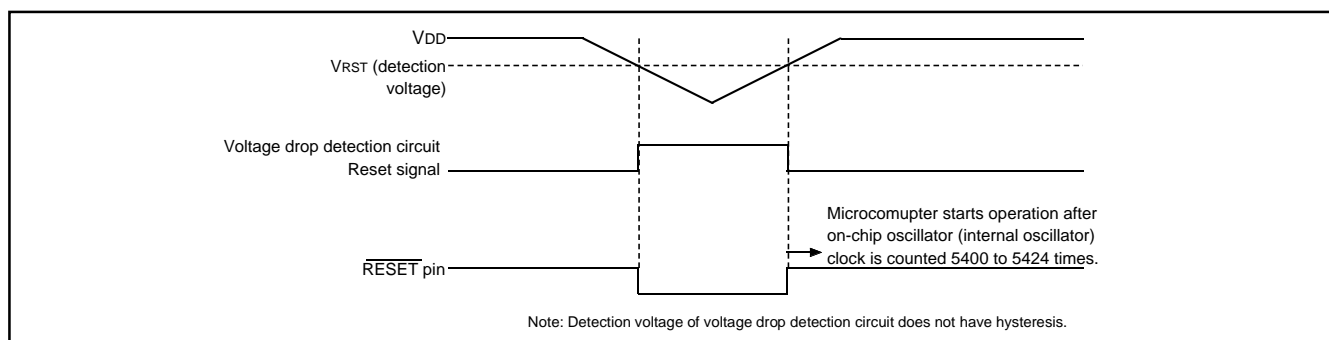 VDD
VRST (detection
voltage)
Voltage drop detection circuit
Reset signal
Microcomupter starts operation after
on-chip oscillator (internal oscillator)
clock is counted 5400 to 5424 times.
RESET pin
Note: Detection voltage of voltage drop detection circuit does not have hysteresis.